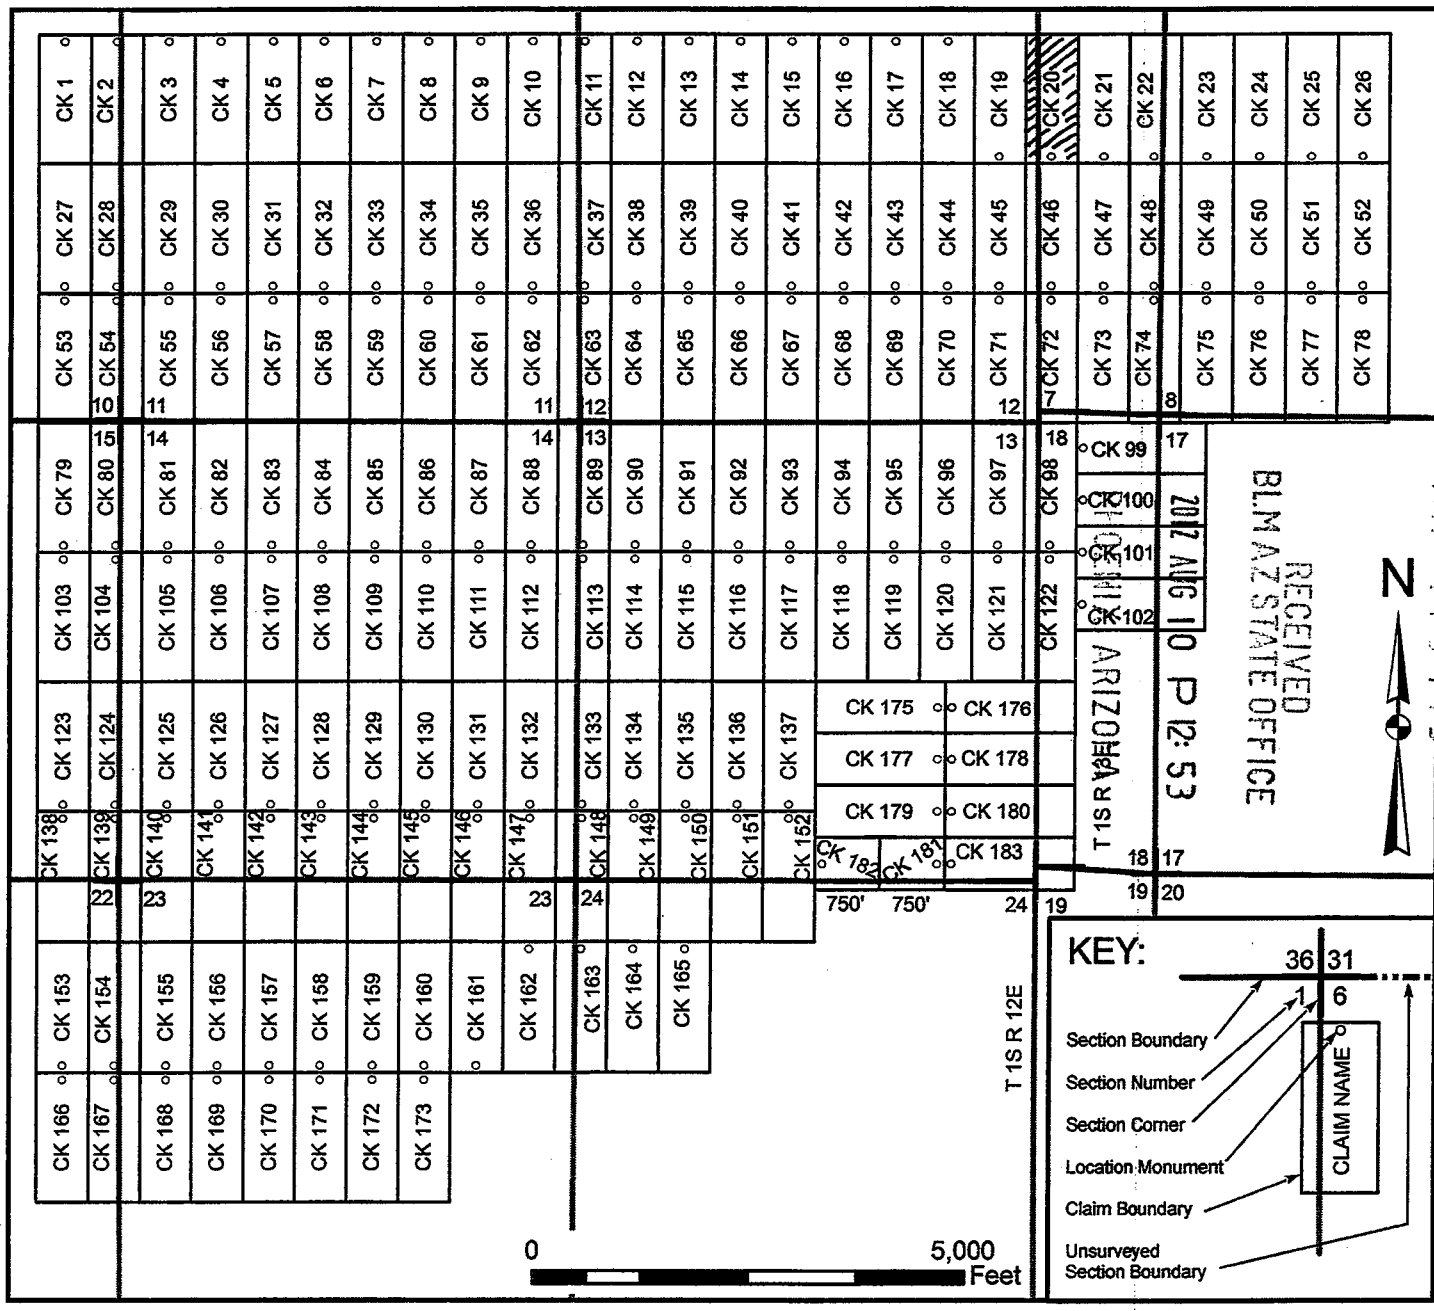 CK 1 CK 2 CK 3 CK 4 CK 5 CK 6 CK 7 CK 8 CK 9 CK 10 CK 11 CK 12 CK 13 CK 14 CK 15 CK 16 CK 17 CK 18 CK 19 CK 20 CK 21 CK 22 CK 23 CK 24 CK 25 CK 26
CK 27 CK 28 CK 29 CK 30 CK 31 CK 32 CK 33 CK 34 CK 35 CK 36 CK 37 CK 38 CK 39 CK 40 CK 41 CK 42 CK 43 CK 44 CK 45 CK 46 CK 47 CK 48 CK 49 CK 50 CK 51 CK 52
CK 53 CK 54 CK 55 CK 56 CK 57 CK 58 CK 59 CK 60 CK 61 CK 62 CK 63 CK 64 CK 65 CK 66 CK 67 CK 68 CK 69 CK 70 CK 71 CK 72 CK 73 CK 74 CK 75 CK 76 CK 77 CK 78
10 11 11 12 12 7 8
15 14 14 13 13 18 17
CK 79 CK 80 CK 81 CK 82 CK 83 CK 84 CK 85 CK 86 CK 87 CK 88 CK 89 CK 90 CK 91 CK 92 CK 93 CK 94 CK 95 CK 96 CK 97 CK 98
CK 99
CK 100
CK 101
CK 102
CK 103 CK 104 CK 105 CK 106 CK 107 CK 108 CK 109 CK 110 CK 111 CK 112 CK 113 CK 114 CK 115 CK 116 CK 117 CK 118 CK 119 CK 120 CK 121 CK 122
PHOENIX, ARIZONA
2012 AUG 10 P 12:53
RECEIVED
BLM AZ STATE OFFICE
N
CK 123 CK 124 CK 125 CK 126 CK 127 CK 128 CK 129 CK 130 CK 131 CK 132 CK 133 CK 134 CK 135 CK 136 CK 137
CK 175 CK 176
CK 177 CK 178
CK 179 CK 180
CK 182 CK 181 CK 183
T 1S R 13E
CK 138 CK 139 CK 140 CK 141 CK 142 CK 143 CK 144 CK 145 CK 146 CK 147 CK 148 CK 149 CK 150 CK 151 CK 152
18 17
19 20
22 23 23 24 750' 750' 24 19
CK 153 CK 154 CK 155 CK 156 CK 157 CK 158 CK 159 CK 160 CK 161 CK 162 CK 163 CK 164 CK 165
T 1S R 12E
CK 166 CK 167 CK 168 CK 169 CK 170 CK 171 CK 172 CK 173
0 5,000
Feet
KEY:
36 31
1 6
Section Boundary
Section Number
Section Corner
Location Monument
Claim Boundary
Unsurveyed
Section Boundary
CLAIM NAME